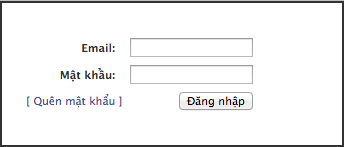 Email:
Mật khẩu:
[ Quên mật khẩu ]
Đăng nhập